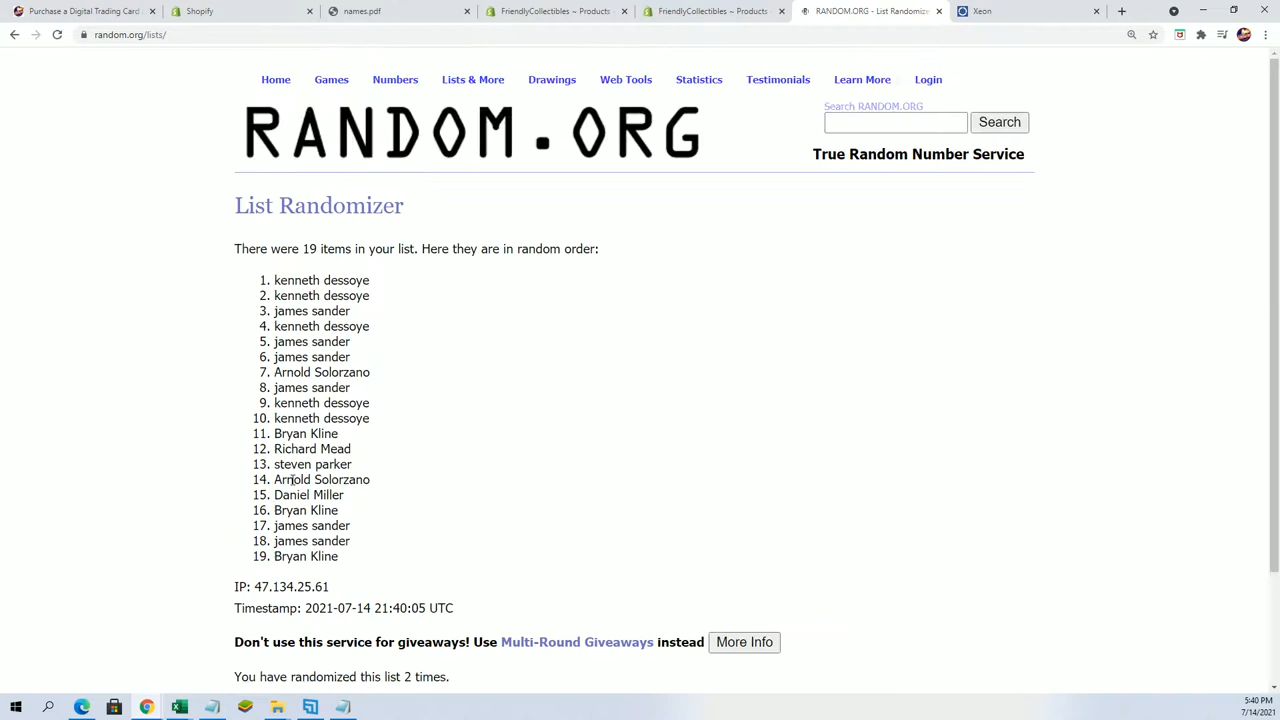 Purchase a Digital Trading Card
Shopify
names.pdf
FriendlyCollectibles ~ Products
FriendlyCollectibles ~ Products
RANDOM.ORG - List Randomize
Xeon
random.org/lists/
Home Games Numbers Lists & More Drawings Web Tools Statistics Testimonials Learn More Login
RANDOM.ORG
Search RANDOM.ORG
Search
True Random Number Service
List Randomizer
There were 19 items in your list. Here they are in random order:
1. kenneth dessoye
2. kenneth dessoye
3. james sander
4. kenneth dessoye
5. james sander
6. james sander
7. Arnold Solorzano
8. james sander
9. kenneth dessoye
10. kenneth dessoye
11. Bryan Kline
12. Richard Mead
13. steven parker
14. Arnold Solorzano
15. Daniel Miller
16. Bryan Kline
17. james sander
18. james sander
19. Bryan Kline
IP: 47.134.25.61
Timestamp: 2021-07-14 21:40:05 UTC
Don't use this service for giveaways! Use Multi-Round Giveaways instead More Info
You have randomized this list 2 times.
5:40 PM
7/14/2021